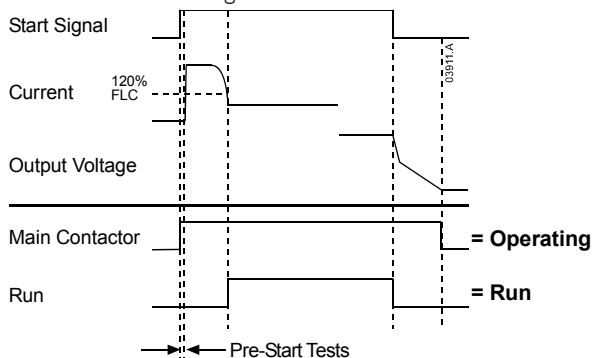 Start Signal
03911.A
Current
120%
FLC
Output Voltage
Main Contactor
= Operating
Run
= Run
Pre-Start Tests